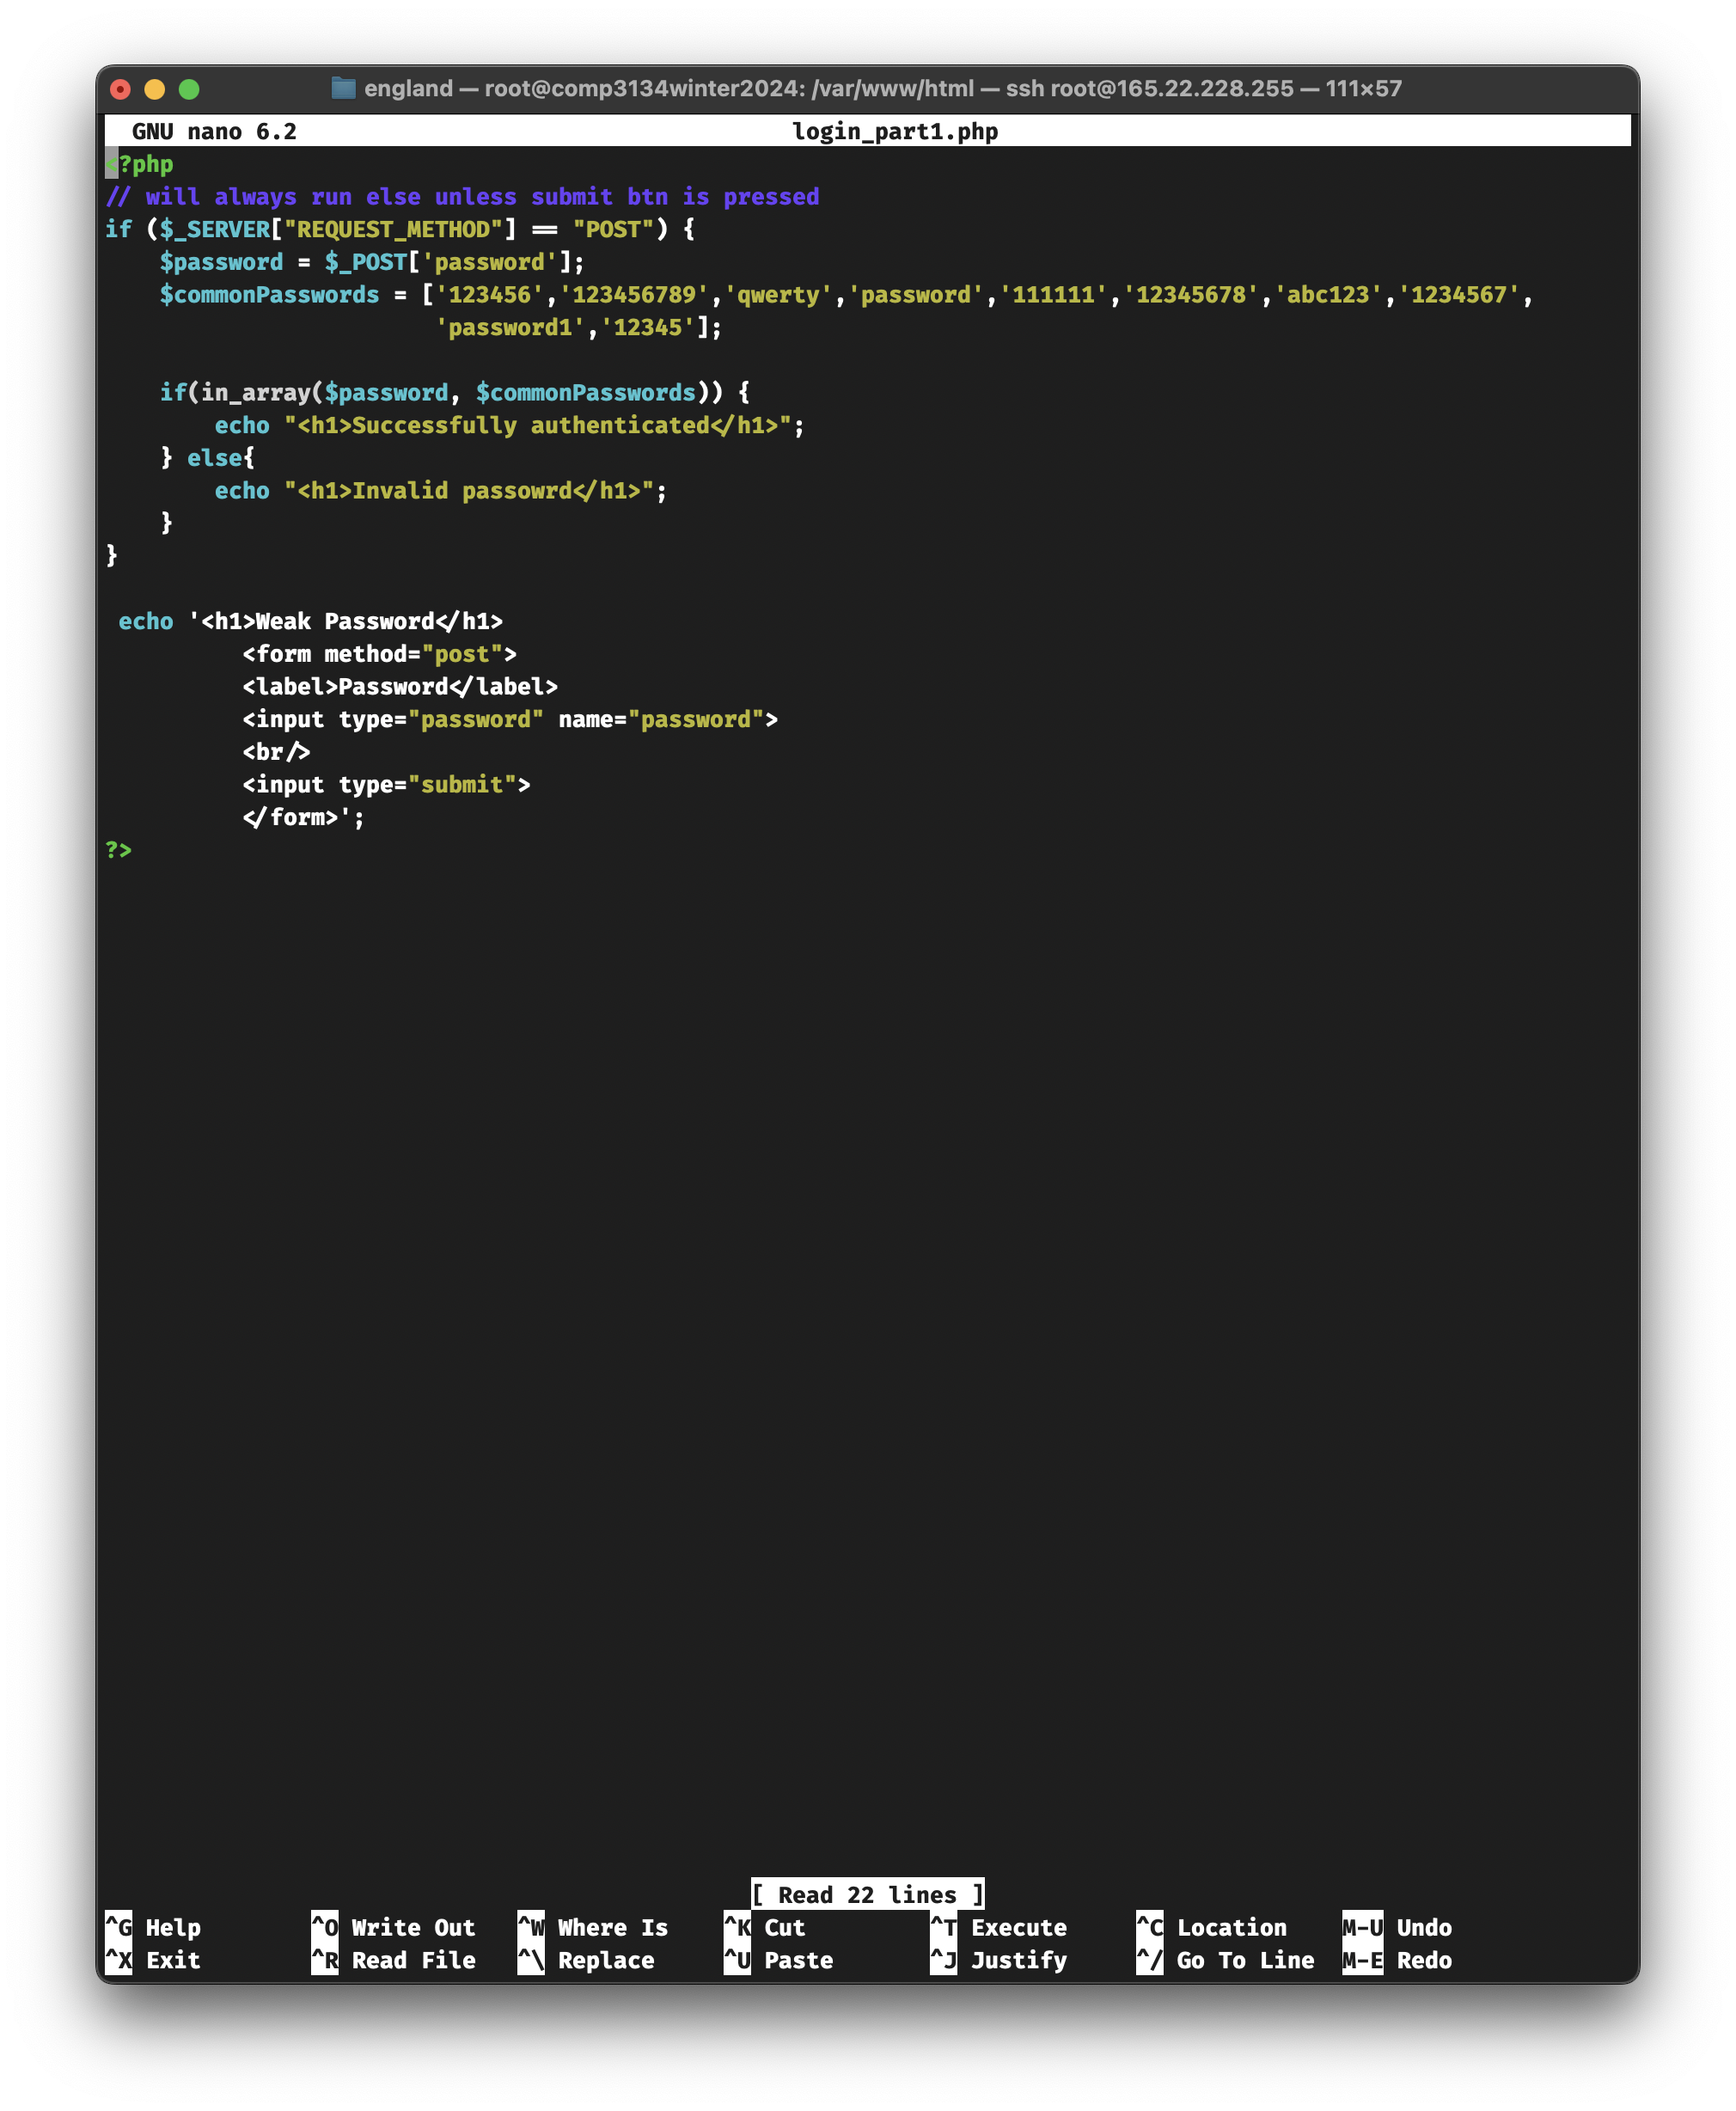 england — root@comp3134winter2024: /var/www/html — ssh root@165.22.228.255 — 111×57
GNU nano 6.2 login_part1.php
<?php
// will always run else unless submit btn is pressed
if ($_SERVER["REQUEST_METHOD"] == "POST") {
    $password = $_POST['password'];
    $commonPasswords = ['123456','123456789','qwerty','password','111111','12345678','abc123','1234567',
                        'password1','12345'];
    if(in_array($password, $commonPasswords)) {
        echo "<h1>Successfully authenticated</h1>";
    } else{
        echo "<h1>Invalid passowrd</h1>";
    }
}
 echo '<h1>Weak Password</h1>
          <form method="post">
          <label>Password</label>
          <input type="password" name="password">
          <br/>
          <input type="submit">
          </form>';
?>
[ Read 22 lines ]
^G Help ^O Write Out ^W Where Is ^K Cut ^T Execute ^C Location M-U Undo
^X Exit ^R Read File ^\ Replace ^U Paste ^J Justify ^/ Go To Line M-E Redo